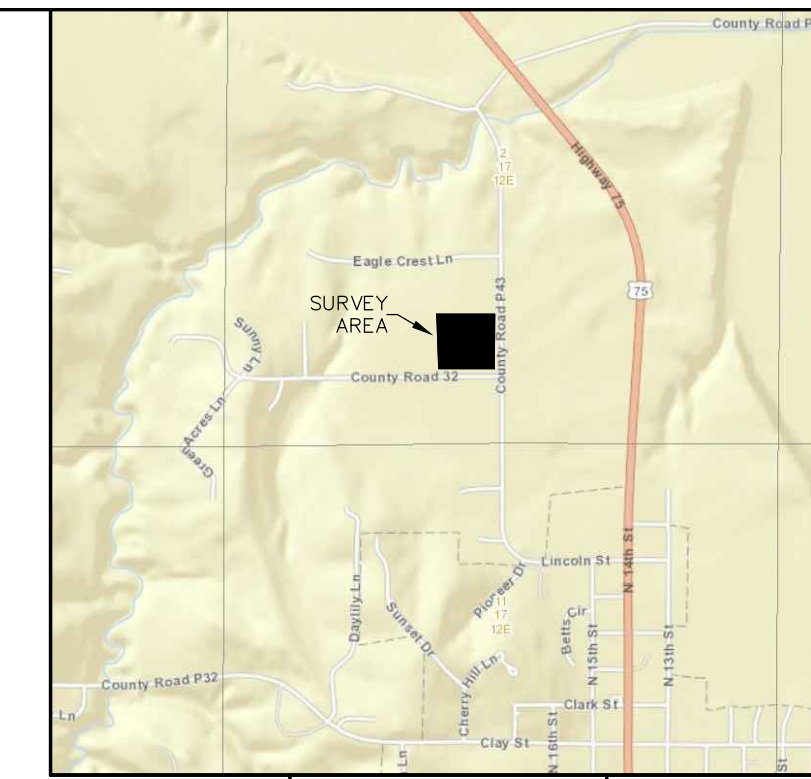 County Road P
Highway 75
2
17
12E
Eagle Crest Ln
County Road P43
75
SURVEY
AREA
Sunny Ln
County Road 32
Green Acres Ln
Lincoln St
N 14th St
Pioneer Dr
11
17
12E
Daylily Ln
Sunset Dr
Betts Cir
N 15th St
N 13th St
Cherry Hill Ln
County Road P32
Ln
Clark St
N 16th St
Clay St
Ln
St